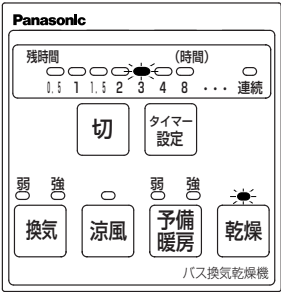 Panasonic
残時間 (時間)
0.5 1 1.5 2 3 4 8 ・・・ 連続
切 タイマー設定
弱 強 弱 強
換気 涼風 予備暖房 乾燥
バス換気乾燥機